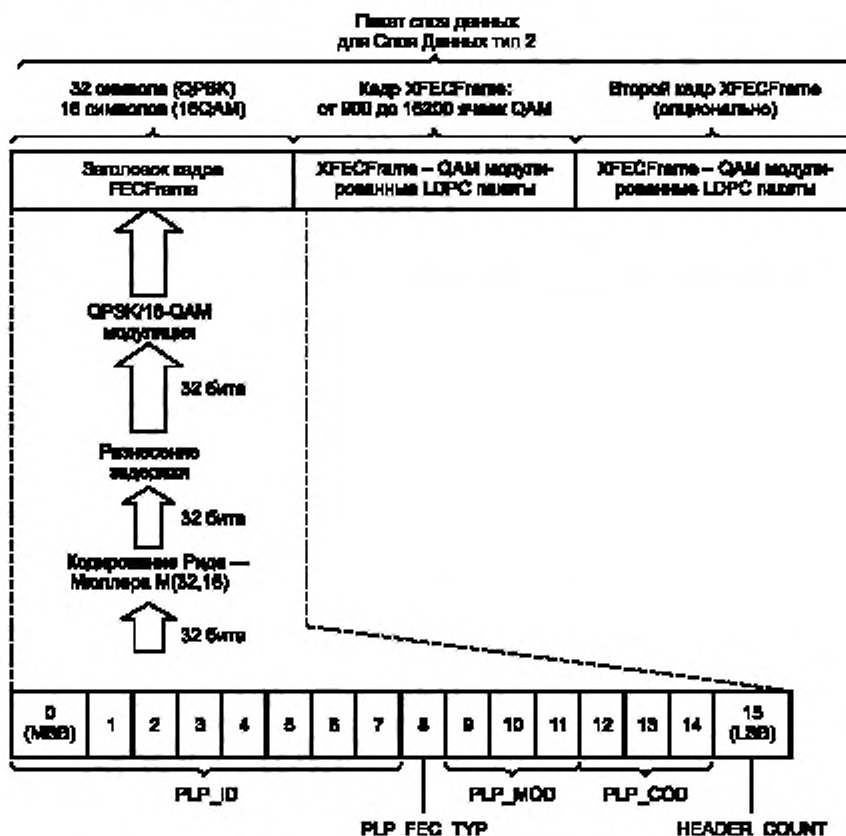 Пакет слоя данных
для Слоя Данных тип 2
32 символа (QPSK)
16 символов (16QAM)
Кадр XFECFrame:
от 900 до 16200 ячеек QAM
Второй кадр XFECFrame
(опционально)
Заголовок кадра
FECFrame
XFECFrame – QAM модули-
рованные LDPC пакеты
XFECFrame – QAM модули-
рованные LDPC пакеты
QPSK/16-QAM
модуляция
32 бита
Разнесение
задержки
32 бита
Кодирование Рида —
Мюллера М(32,16)
32 бита
0
(MSB)
1
2
3
4
5
6
7
8
9
10
11
12
13
14
15
(LSB)
PLP_ID
PLP_MOD
PLP_COD
PLP_FEC_TYP
HEADER_COUNT